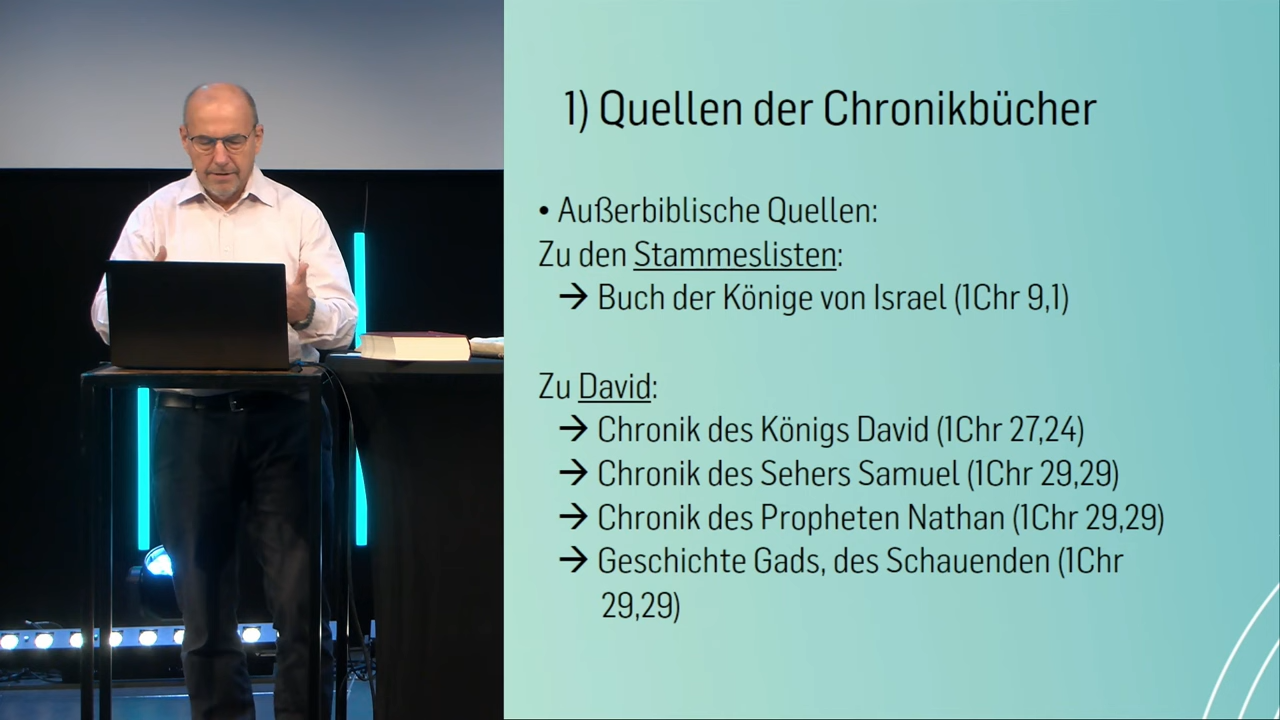 1) Quellen der Chronikbücher
• Außerbiblische Quellen:
Zu den Stammeslisten:
→ Buch der Könige von Israel (1Chr 9,1)
Zu David:
→ Chronik des Königs David (1Chr 27,24)
→ Chronik des Sehers Samuel (1Chr 29,29)
→ Chronik des Propheten Nathan (1Chr 29,29)
→ Geschichte Gads, des Schauenden (1Chr
29,29)